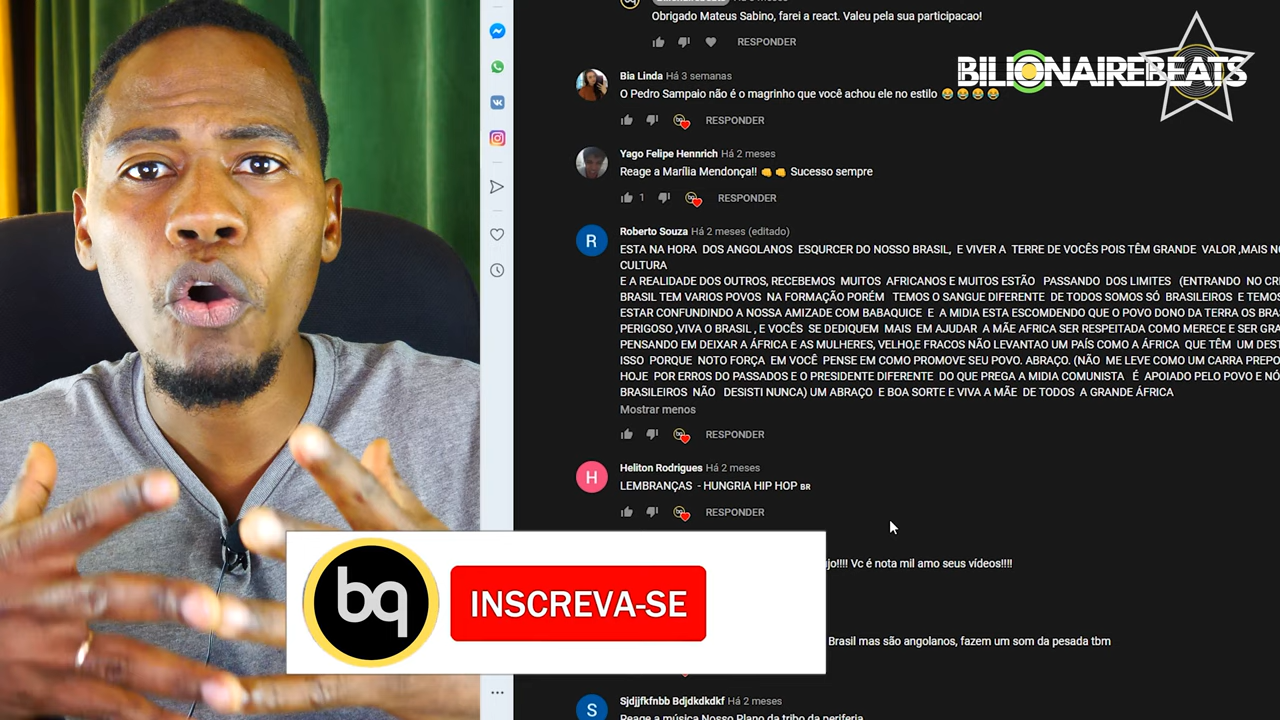 Obrigado Mateus Sabino, farei a react. Valeu pela sua participacao!
RESPONDER
BILIONAIREBEATS
Bia Linda Há 3 semanas
O Pedro Sampaio não é o magrinho que você achou ele no estilo 😂😂😂😂
RESPONDER
Yago Felipe Hennrich Há 2 meses
Reage a Marília Mendonça!! 👊👊 Sucesso sempre
1 RESPONDER
R
Roberto Souza Há 2 meses (editado)
ESTA NA HORA DOS ANGOLANOS ESQURCER DO NOSSO BRASIL, E VIVER A TERRE DE VOCÊS POIS TÊM GRANDE VALOR ,MAIS
CULTURA
E A REALIDADE DOS OUTROS, RECEBEMOS MUITOS AFRICANOS E MUITOS ESTÃO PASSANDO DOS LIMITES (ENTRANDO NO
BRASIL TEM VARIOS POVOS NA FORMAÇÃO PORÉM TEMOS O SANGUE DIFERENTE DE TODOS SOMOS SÓ BRASILEIROS E
ESTAR CONFUNDINDO A NOSSA AMIZADE COM BABAQUICE E A MIDIA ESTA ESCOMDENDO QUE O POVO DONO DA TERRA OS
PERIGOSO ,VIVA O BRASIL , E VOCÊS SE DEDIQUEM MAIS EM AJUDAR A MÃE AFRICA SER RESPEITADA COMO MERECE E SER
PENSANDO EM DEIXAR A ÁFRICA E AS MULHERES, VELHO,E FRACOS NÃO LEVANTAO UM PAÍS COMO A ÁFRICA QUE TÊM UM
ISSO PORQUE NOTO FORÇA EM VOCÊ PENSE EM COMO PROMOVE SEU POVO. ABRAÇO. (NÃO ME LEVE COMO UM CARRA
HOJE POR ERROS DO PASSADOS E O PRESIDENTE DIFERENTE DO QUE PREGA A MIDIA COMUNISTA É APOIADO PELO POVO E
BRASILEIROS NÃO DESISTI NUNCA) UM ABRAÇO E BOA SORTE E VIVA A MÃE DE TODOS A GRANDE ÁFRICA
Mostrar menos
RESPONDER
H
Heliton Rodrigues Há 2 meses
LEMBRANÇAS - HUNGRIA HIP HOP BR
RESPONDER
Vc é nota mil amo seus vídeos!!!!
bq
INSCREVA-SE
Brasil mas são angolanos, fazem um som da pesada tbm
S
Sjdjjfkfnbb Bdjdkdkdkf Há 2 meses
Reage a música Nosso Plano da tribo da periferia